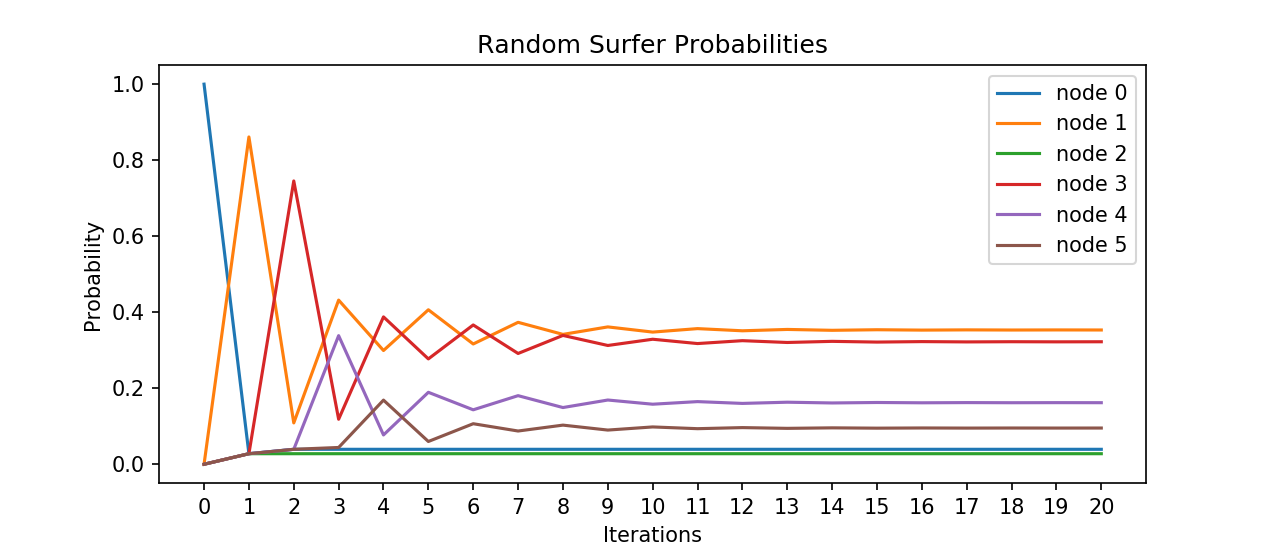 Random Surfer Probabilities
1.0
0.8
0.6
0.4
0.2
0.0
Probability
node 0
node 1
node 2
node 3
node 4
node 5
0 1 2 3 4 5 6 7 8 9 10 11 12 13 14 15 16 17 18 19 20
Iterations